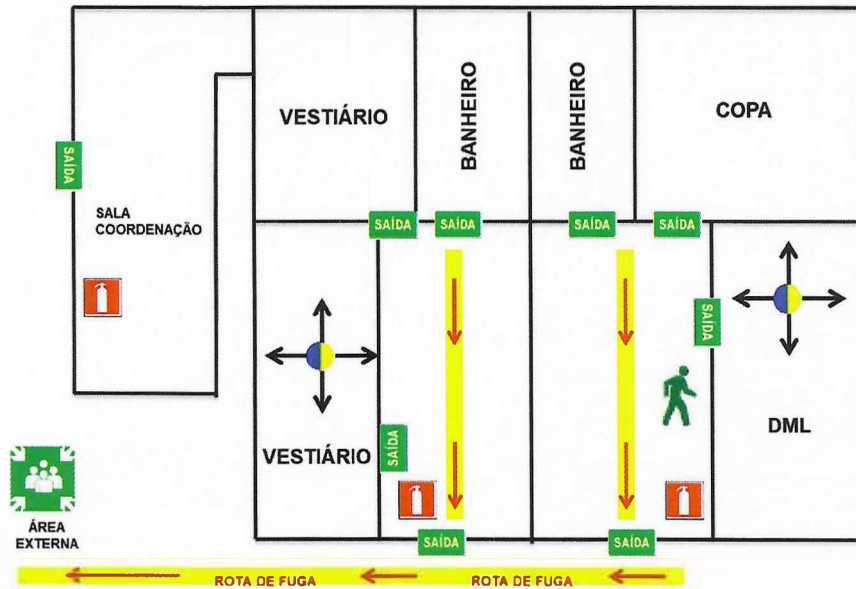 VESTIÁRIO
BANHEIRO
BANHEIRO
COPA
SAÍDA
SALA
COORDENAÇÃO
SAÍDA
SAÍDA
SAÍDA
SAÍDA
SAÍDA
VESTIÁRIO
SAÍDA
DML
SAÍDA
SAÍDA
ÁREA
EXTERNA
ROTA DE FUGA
ROTA DE FUGA